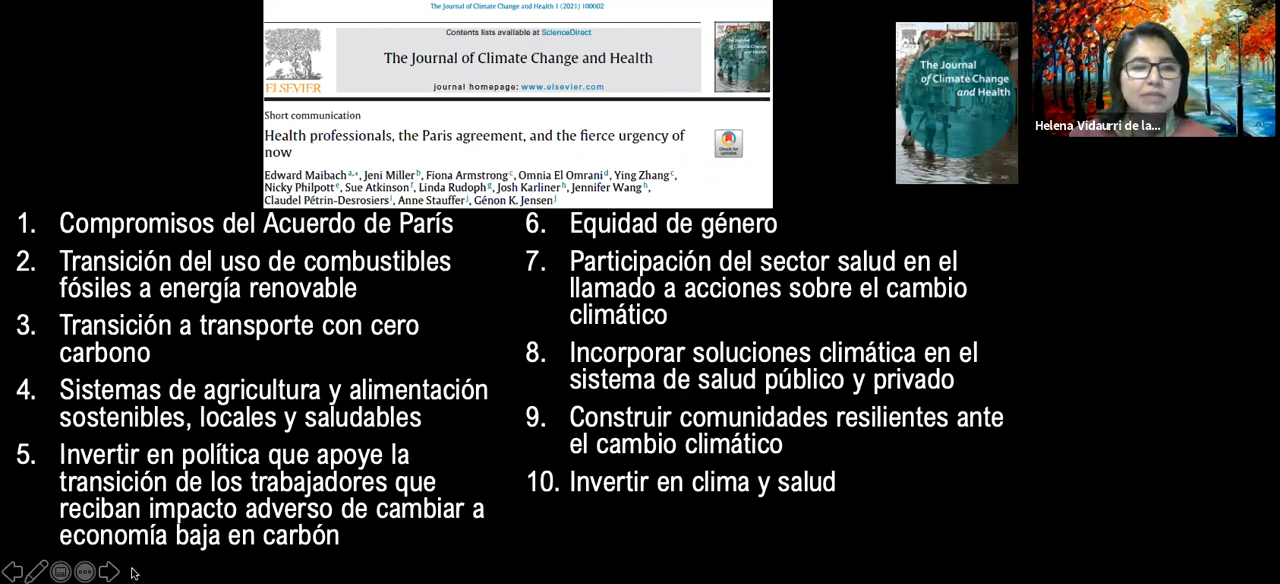 The Journal of Climate Change and Health 1 (2021) 100002
Contents lists available at ScienceDirect
The Journal of Climate Change and Health
journal homepage: www.elsevier.com
ELSEVIER
Short communication
Health professionals, the Paris agreement, and the fierce urgency of
now
Check for
updates
Edward Maibach a,*, Jeni Miller b, Fiona Armstrong c, Omnia El Omrani d, Ying Zhang c,
Nicky Philpott e, Sue Atkinson f, Linda Rudolph g, Josh Karliner h, Jennifer Wang h,
Claudel Pétrin-Desrosiers i, Anne Stauffer j, Génon K. Jensen j
The Journal
of Climate Change
and Health
Helena Vidaurri de la...
1. Compromisos del Acuerdo de París
2. Transición del uso de combustibles
fósiles a energía renovable
3. Transición a transporte con cero
carbono
4. Sistemas de agricultura y alimentación
sostenibles, locales y saludables
5. Invertir en política que apoye la
transición de los trabajadores que
reciban impacto adverso de cambiar a
economía baja en carbón
6. Equidad de género
7. Participación del sector salud en el
llamado a acciones sobre el cambio
climático
8. Incorporar soluciones climática en el
sistema de salud público y privado
9. Construir comunidades resilientes ante
el cambio climático
10. Invertir en clima y salud